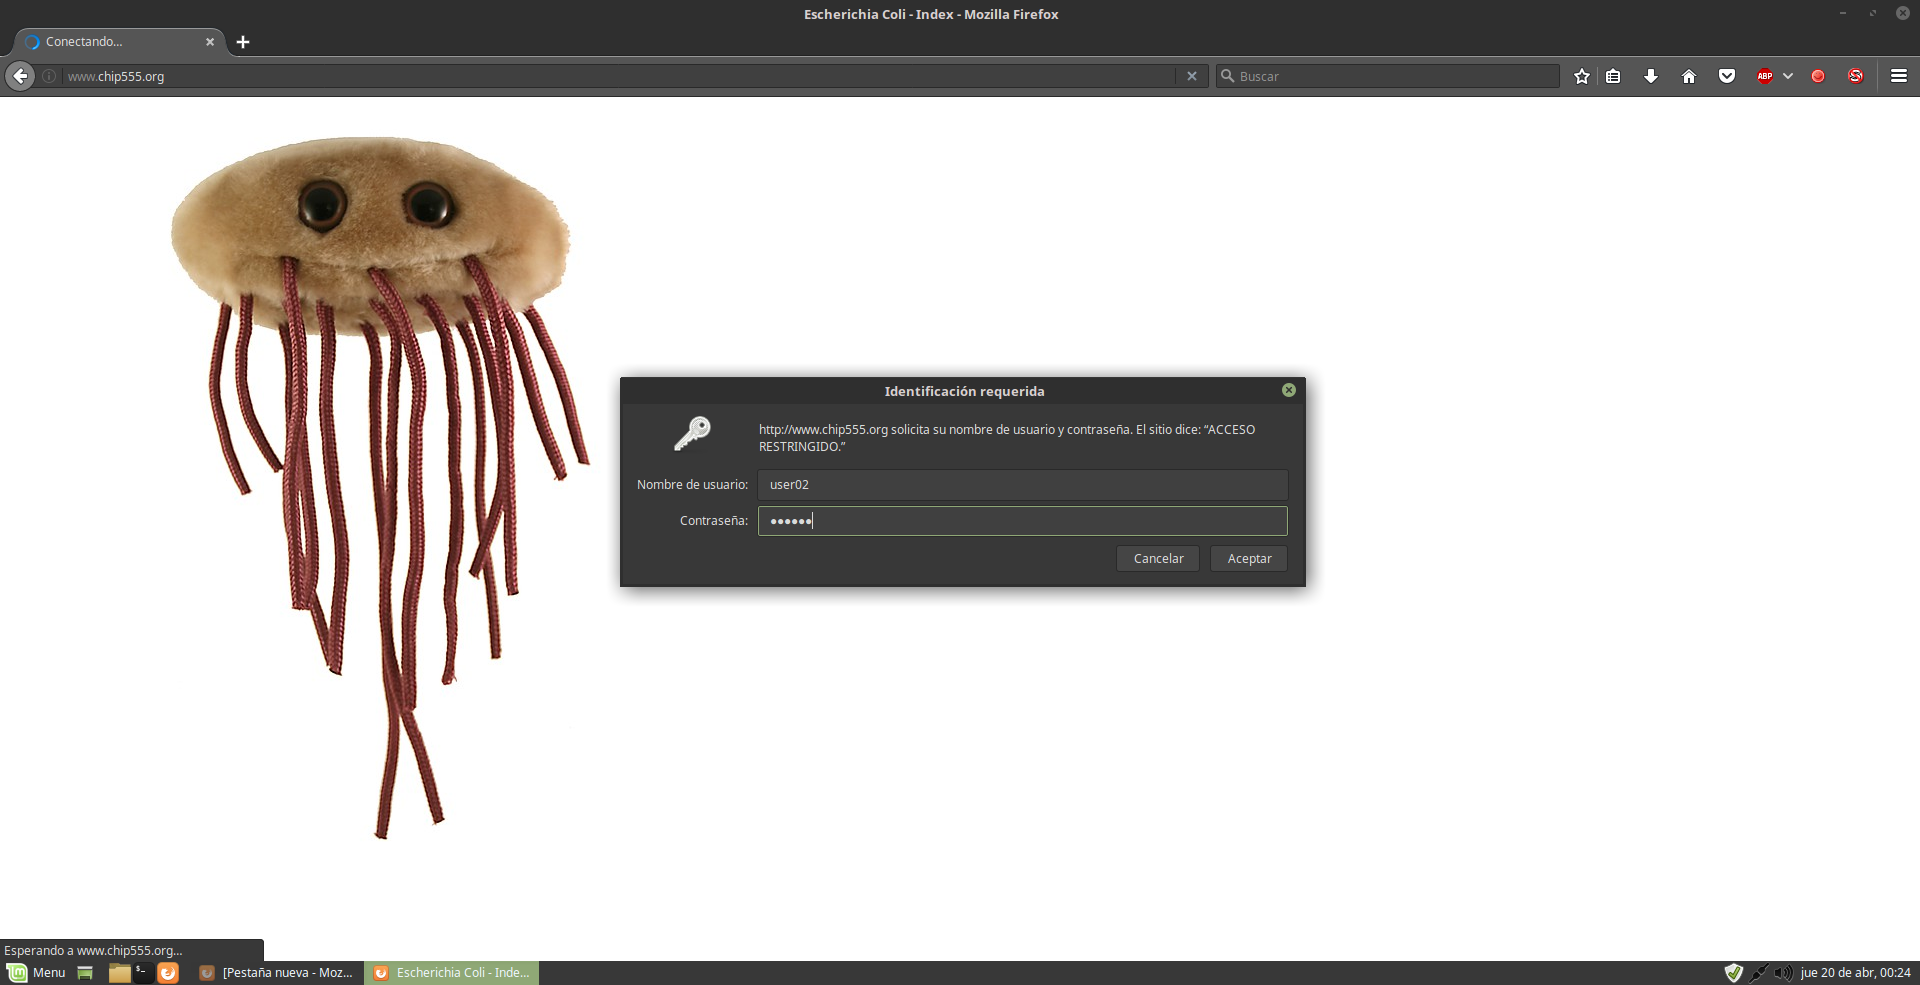 Escherichia Coli - Index - Mozilla Firefox
Conectando...
www.chip555.org
Buscar
ABP
S
Identificación requerida
http://www.chip555.org solicita su nombre de usuario y contraseña. El sitio dice: “ACCESO
RESTRINGIDO.”
Nombre de usuario: user02
Contraseña: ●●●●●●
Cancelar Aceptar
Esperando a www.chip555.org...
Menu
[Pestaña nueva - Moz...
Escherichia Coli - Inde...
jue 20 de abr, 00:24